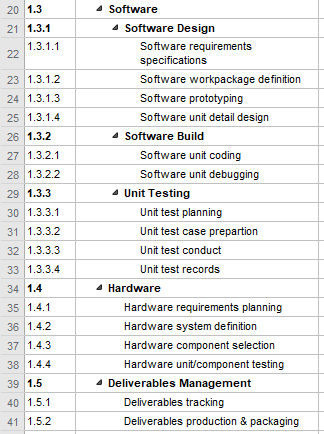 20 1.3 Software
21 1.3.1 Software Design
22 1.3.1.1 Software requirements
specifications
23 1.3.1.2 Software workpackage definition
24 1.3.1.3 Software prototyping
25 1.3.1.4 Software unit detail design
26 1.3.2 Software Build
27 1.3.2.1 Software unit coding
28 1.3.2.2 Software unit debugging
29 1.3.3 Unit Testing
30 1.3.3.1 Unit test planning
31 1.3.3.2 Unit test case prepartion
32 1.3.3.3 Unit test conduct
33 1.3.3.4 Unit test records
34 1.4 Hardware
35 1.4.1 Hardware requirements planning
36 1.4.2 Hardware system definition
37 1.4.3 Hardware component selection
38 1.4.4 Hardware unit/component testing
39 1.5 Deliverables Management
40 1.5.1 Deliverables tracking
41 1.5.2 Deliverables production & packaging